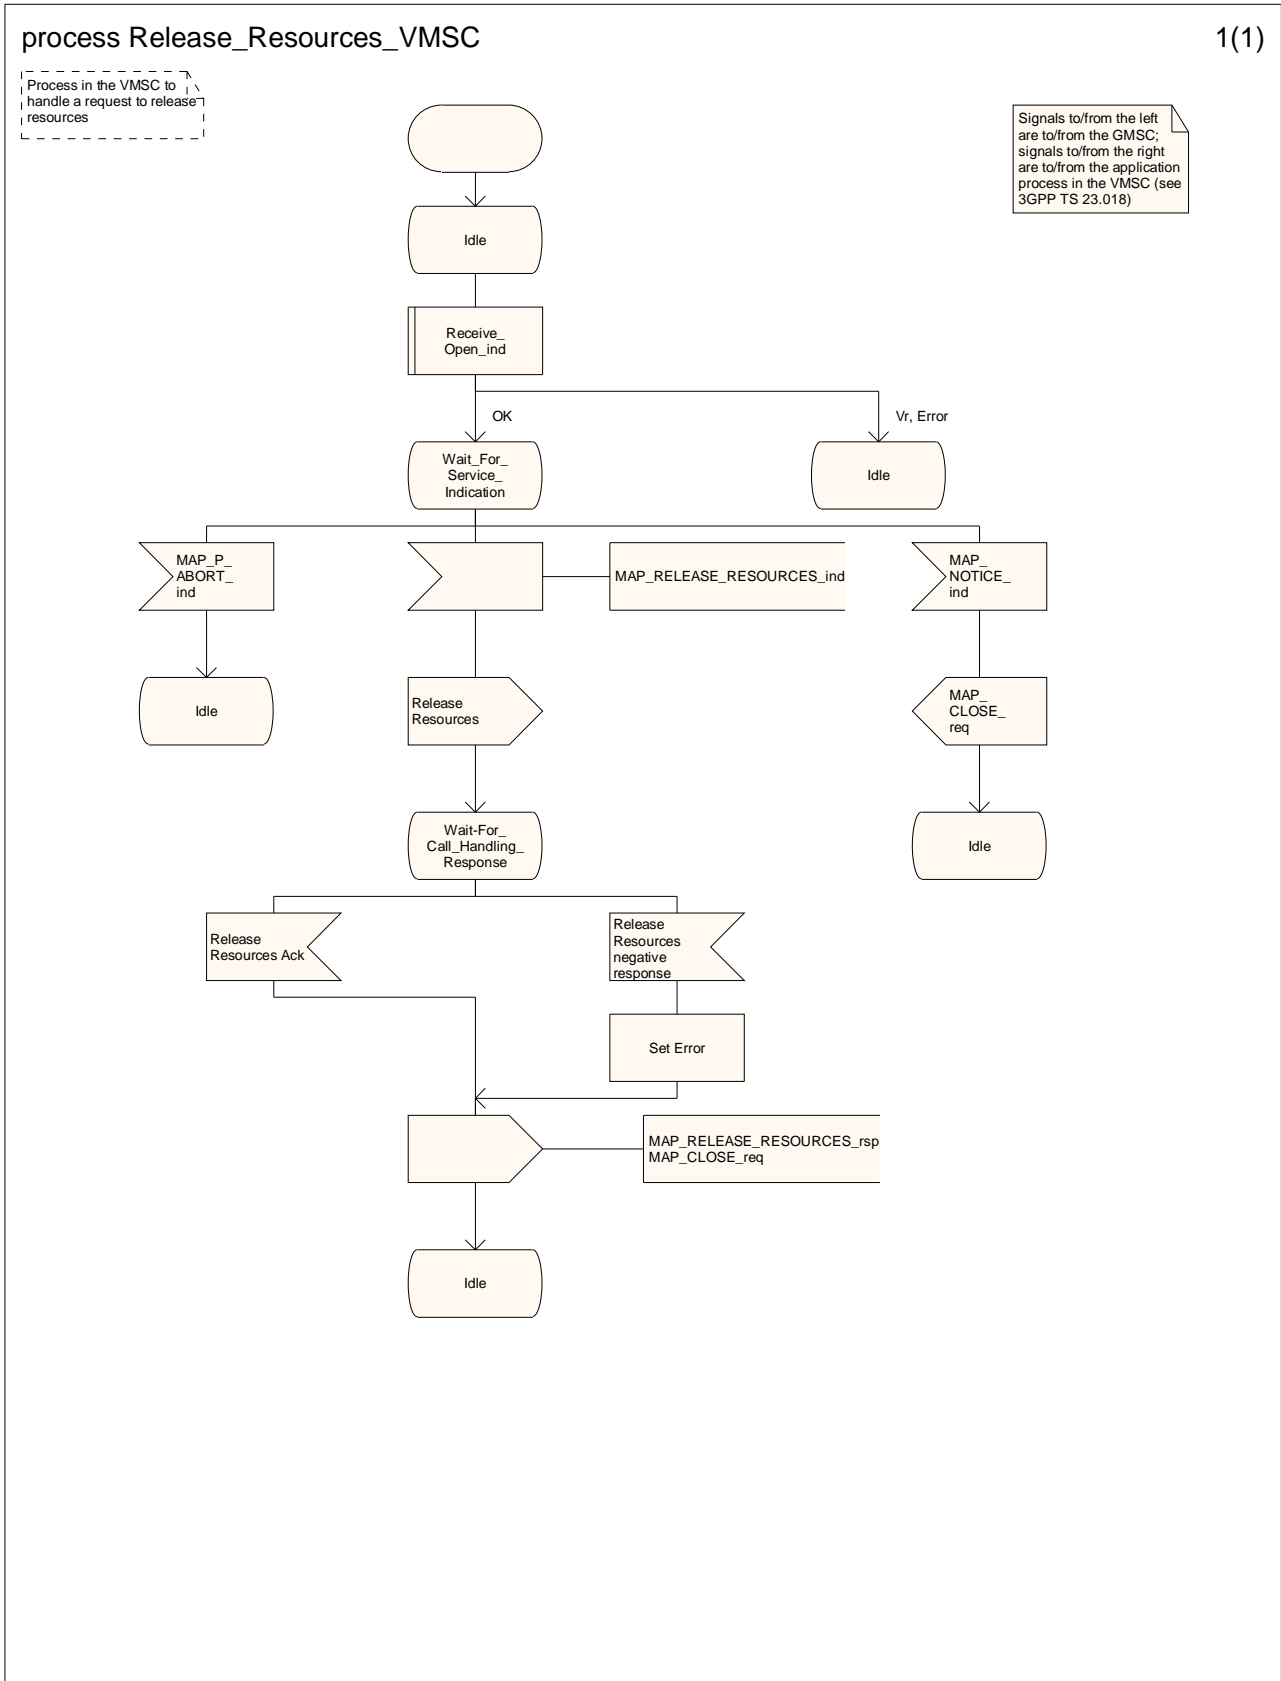 process Release_Resources_VMSC
1(1)
Process in the VMSC to
handle a request to release
resources
Signals to/from the left
are to/from the GMSC;
signals to/from the right
are to/from the application
process in the VMSC (see
3GPP TS 23.018)
Idle
Receive_
Open_ind
OK
Vr, Error
Wait_For_
Service_
Indication
Idle
MAP_P_
ABORT_
ind
MAP_RELEASE_RESOURCES_ind
MAP_
NOTICE_
ind
Idle
Release
Resources
MAP_
CLOSE_
req
Wait-For_
Call_Handling_
Response
Idle
Release
Resources Ack
Release
Resources
negative
response
Set Error
MAP_RELEASE_RESOURCES_rsp
MAP_CLOSE_req
Idle